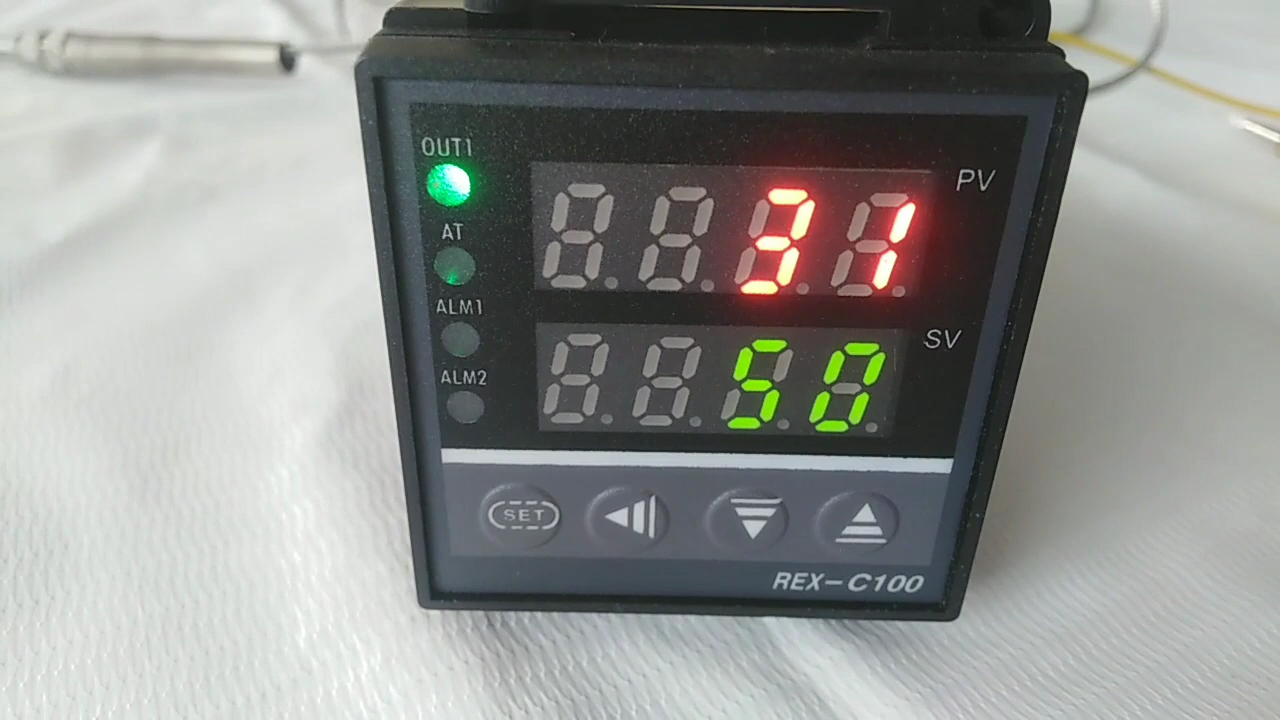 OUT1
PV
31
AT
ALM1
SV
50
ALM2
SET
REX-C100